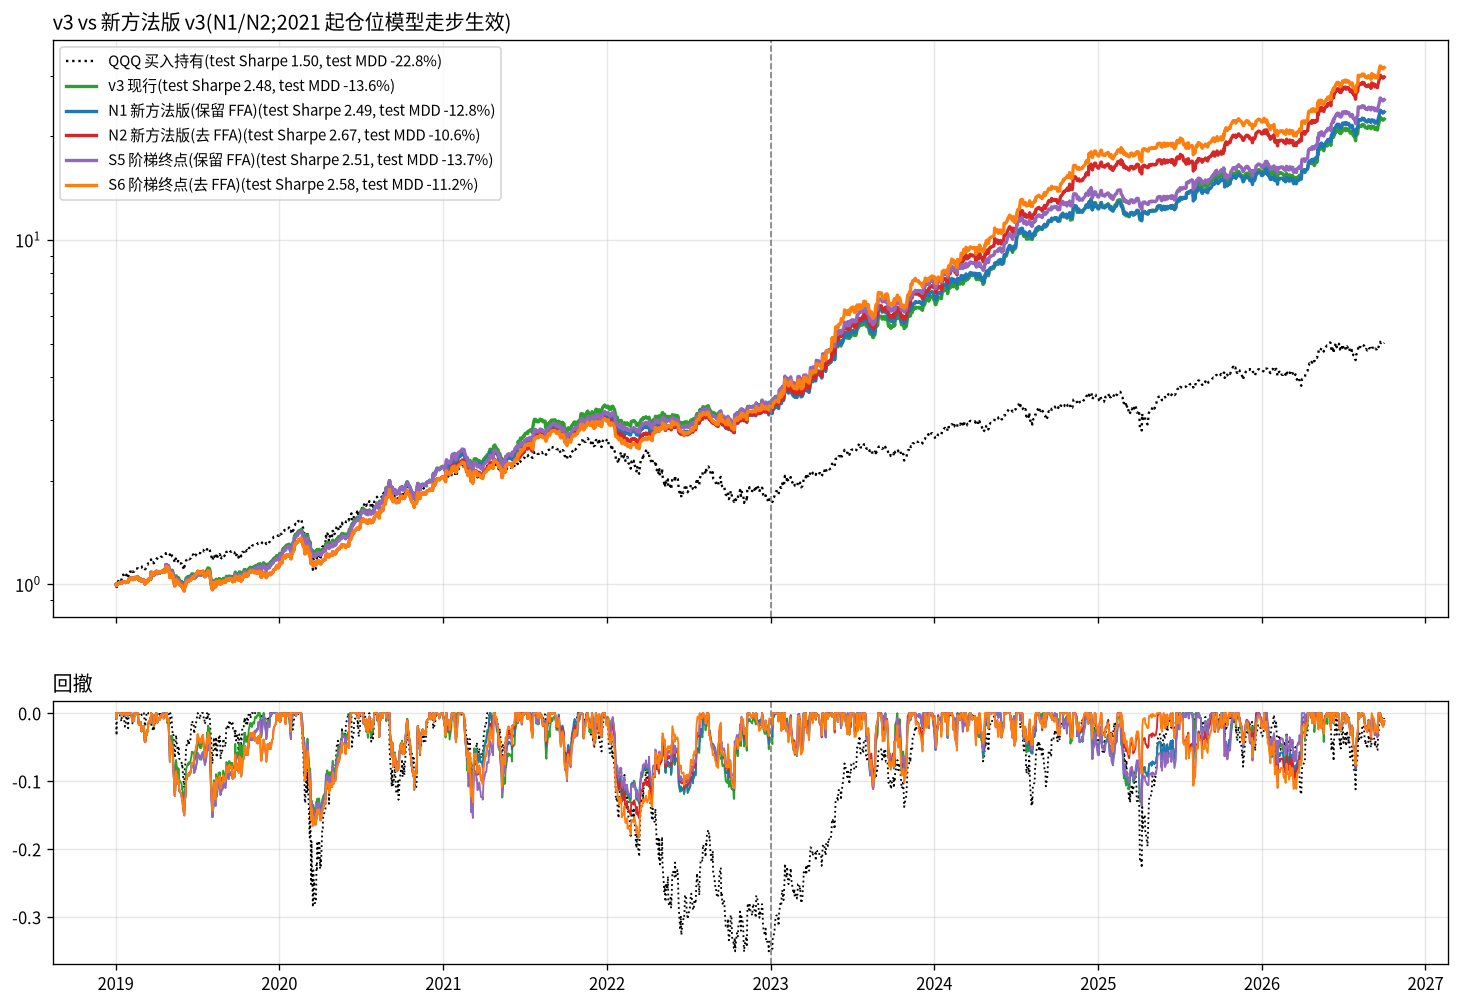 v3 vs 新方法版 v3(N1/N2;2021 起仓位模型走步生效)
QQQ 买入持有(test Sharpe 1.50, test MDD -22.8%)
v3 现行(test Sharpe 2.48, test MDD -13.6%)
N1 新方法版(保留 FFA)(test Sharpe 2.49, test MDD -12.8%)
N2 新方法版(去 FFA)(test Sharpe 2.67, test MDD -10.6%)
S5 阶梯终点(保留 FFA)(test Sharpe 2.51, test MDD -13.7%)
S6 阶梯终点(去 FFA)(test Sharpe 2.58, test MDD -11.2%)
10¹
10⁰
回撤
0.0
-0.1
-0.2
-0.3
2019 2020 2021 2022 2023 2024 2025 2026 2027